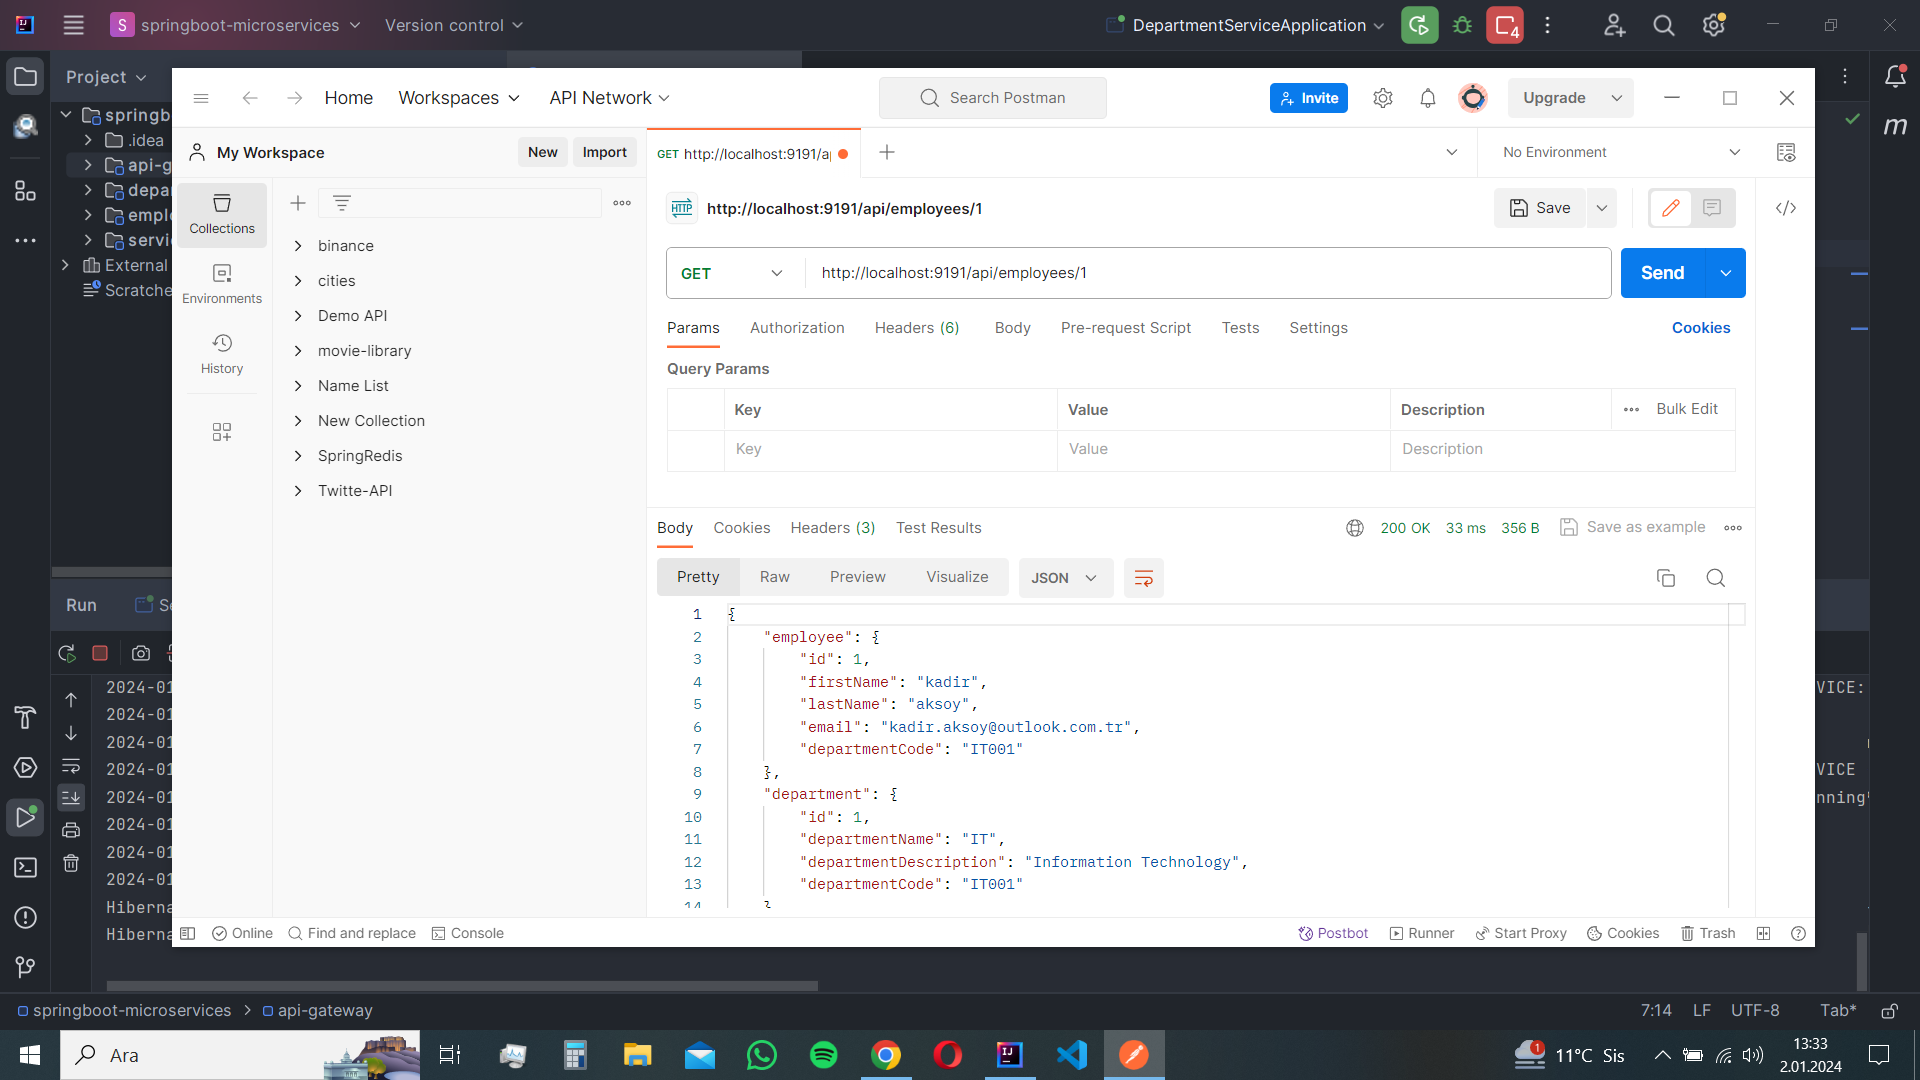 S springboot-microservices Version control DepartmentServiceApplication 4
Project
springb
.idea
api-g
depar
External
Scratche
Home Workspaces API Network Search Postman Invite Upgrade
My Workspace New Import GET http://localhost:9191/a No Environment
http://localhost:9191/api/employees/1 Save
Collections
Environments
History
binance
cities
Demo API
movie-library
Name List
New Collection
SpringRedis
Twitte-API
GET http://localhost:9191/api/employees/1 Send
Params Authorization Headers (6) Body Pre-request Script Tests Settings Cookies
Query Params
Key Value Description Bulk Edit
Key Value Description
Body Cookies Headers (3) Test Results 200 OK 33 ms 356 B Save as example
Pretty Raw Preview Visualize JSON
1 {
2 "employee": {
3 "id": 1,
4 "firstName": "kadir",
5 "lastName": "aksoy",
6 "email": "kadir.aksoy@outlook.com.tr",
7 "departmentCode": "IT001"
8 },
9 "department": {
10 "id": 1,
11 "departmentName": "IT",
12 "departmentDescription": "Information Technology",
13 "departmentCode": "IT001"
14 }
Online Find and replace Console Postbot Runner Start Proxy Cookies Trash
Run
2024-01 VICE:
2024-01
2024-01
2024-01 VICE
2024-01 nning"
2024-01
2024-01
2024-01
Hiberna
Hiberna
springboot-microservices > api-gateway 7:14 LF UTF-8 Tab*
Ara 1 11°C Sis 13:33
2.01.2024